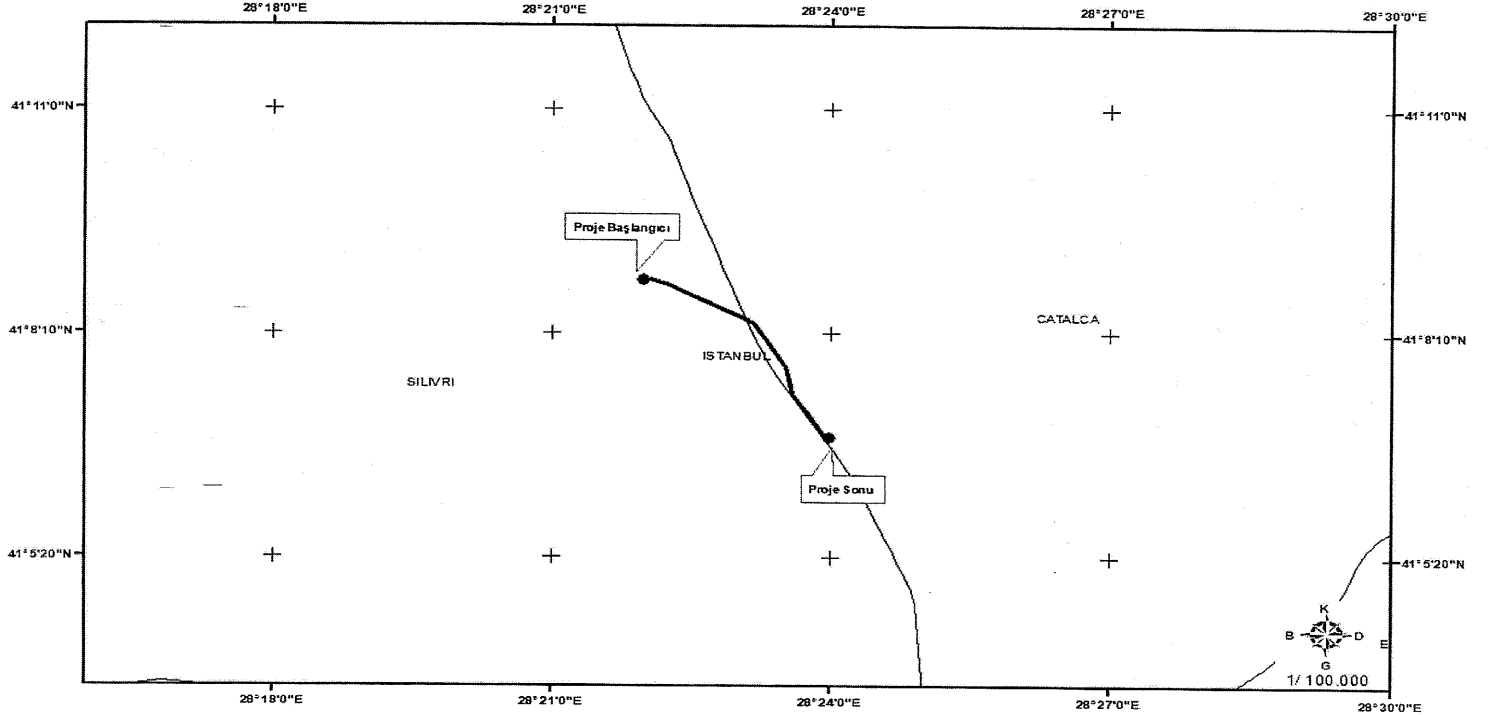 28°18'0"E
28°21'0"E
28°24'0"E
28°27'0"E
28°30'0"E
41°11'0"N
41°11'0"N
Proje Başlangıcı
41°8'10"N
CATALCA
41°8'10"N
ISTANBUL
SILIVRI
Proje Sonu
41°5'20"N
41°5'20"N
K
B
D
E
G
1/ 100.000
28°18'0"E
28°21'0"E
28°24'0"E
28°27'0"E
28°30'0"E